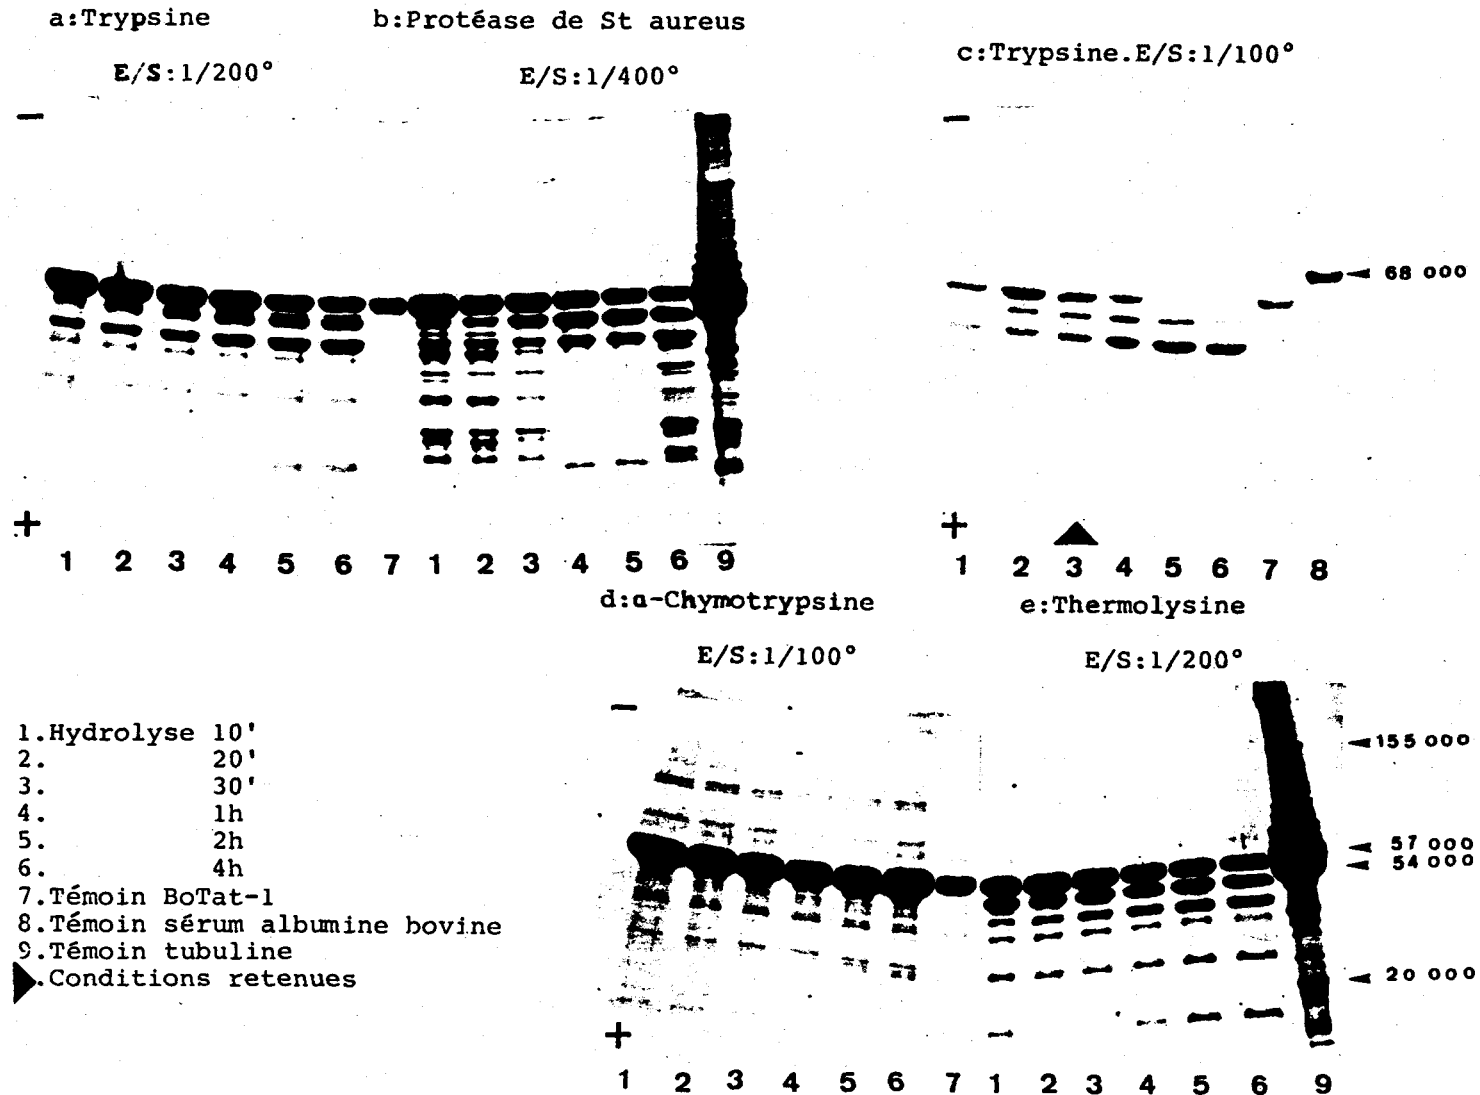 a:Trypsine
b:Protéase de St aureus
c:Trypsine.E/S:1/100°
E/S:1/200°
E/S:1/400°
−
−
68 000
+
+
1 2 3 4 5 6 7 1 2 3 4 5 6 9
1 2 3 4 5 6 7 8
d:α-Chymotrypsine
e:Thermolysine
E/S:1/100°
E/S:1/200°
−
155 000
57 000
54 000
20 000
+
1 2 3 4 5 6 7 1 2 3 4 5 6 9
1.Hydrolyse 10'
2. 20'
3. 30'
4. 1h
5. 2h
6. 4h
7.Témoin BoTat-1
8.Témoin sérum albumine bovine
9.Témoin tubuline
.Conditions retenues